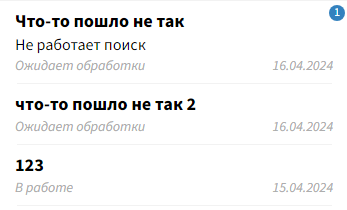 1
Что-то пошло не так
Не работает поиск
Ожидает обработки 16.04.2024
что-то пошло не так 2
Ожидает обработки 16.04.2024
123
В работе 15.04.2024